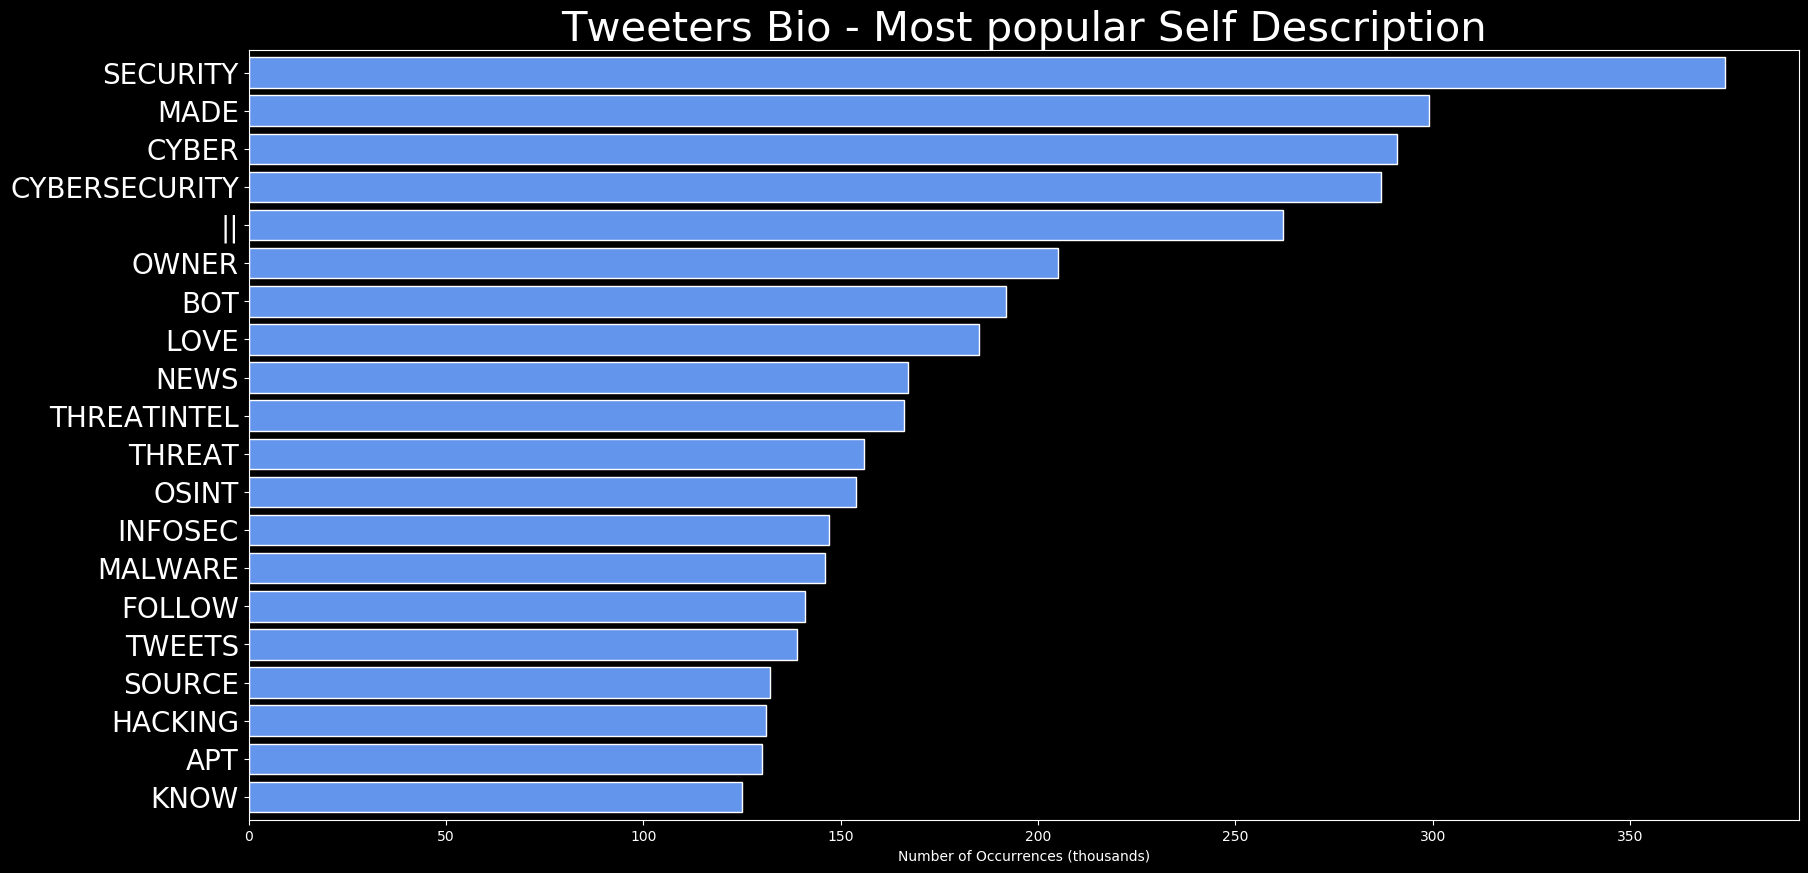 Tweeters Bio - Most popular Self Description
SECURITY
MADE
CYBER
CYBERSECURITY
||
OWNER
BOT
LOVE
NEWS
THREATINTEL
THREAT
OSINT
INFOSEC
MALWARE
FOLLOW
TWEETS
SOURCE
HACKING
APT
KNOW
0 50 100 150 200 250 300 350
Number of Occurrences (thousands)